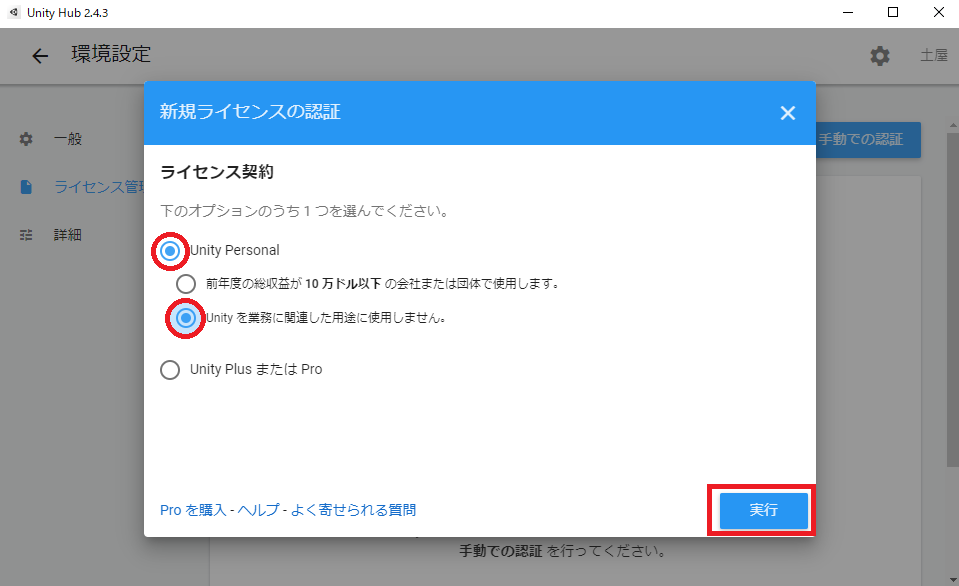 Unity Hub 2.4.3
環境設定
土屋
新規ライセンスの認証
一般
手動での認証
ライセンス契約
ライセンス管理
下のオプションのうち 1 つを選んでください。
詳細
Unity Personal
前年度の総収益が 10 万ドル以下 の会社または団体で使用します。
Unity を業務に関連した用途に使用しません。
Unity Plus または Pro
Pro を購入 - ヘルプ - よく寄せられる質問
実行
手動での認証 を行ってください。